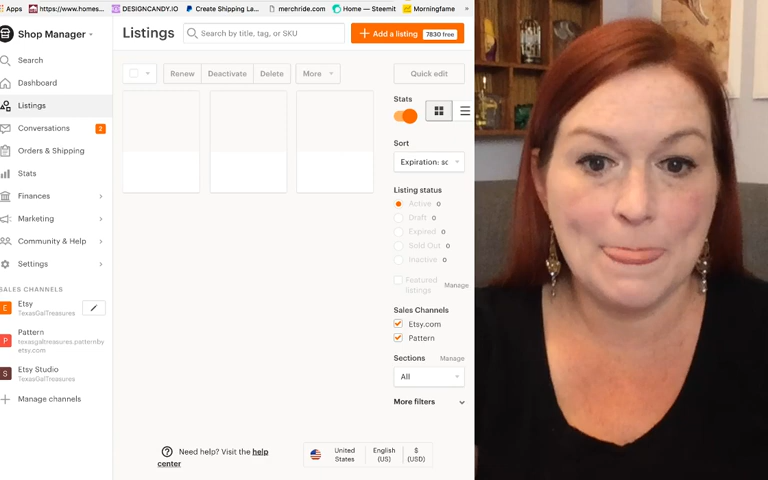 Apps https://www.homes... DESIGNCANDY.IO Create Shipping La... merchride.com Home — Steemit Morningfame »
Shop Manager
Search
Dashboard
Listings
Conversations 2
Orders & Shipping
Stats
Finances
Marketing
Community & Help
Settings
SALES CHANNELS
E Etsy
TexasGalTreasures
P Pattern
texasgaltreasures.patternby
etsy.com
S Etsy Studio
TexasGalTreasures
+ Manage channels
Listings
Search by title, tag, or SKU
+ Add a listing 7830 free
Renew Deactivate Delete More
Quick edit
Stats
Sort
Expiration: sc
Listing status
Active 0
Draft 0
Expired 0
Sold Out 0
Inactive 0
Featured
listings Manage
Sales Channels
Etsy.com
Pattern
Sections Manage
All
More filters
Need help? Visit the help
center
United
States
English
(US)
$
(USD)